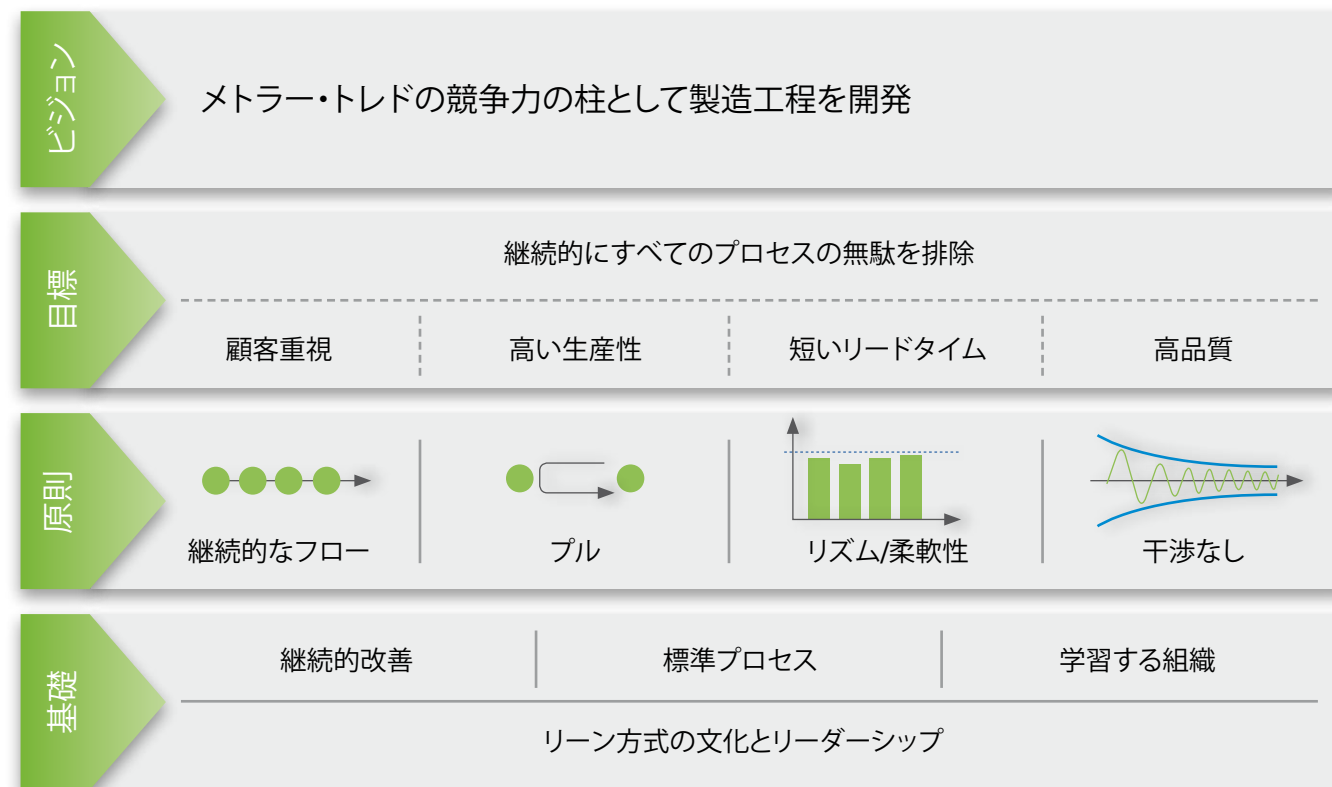 ビジョン
メトラー・トレドの競争力の柱として製造工程を開発
目標
継続的にすべてのプロセスの無駄を排除
顧客重視
高い生産性
短いリードタイム
高品質
原則
継続的なフロー
プル
リズム/柔軟性
干渉なし
基礎
継続的改善
標準プロセス
学習する組織
リーン方式の文化とリーダーシップ